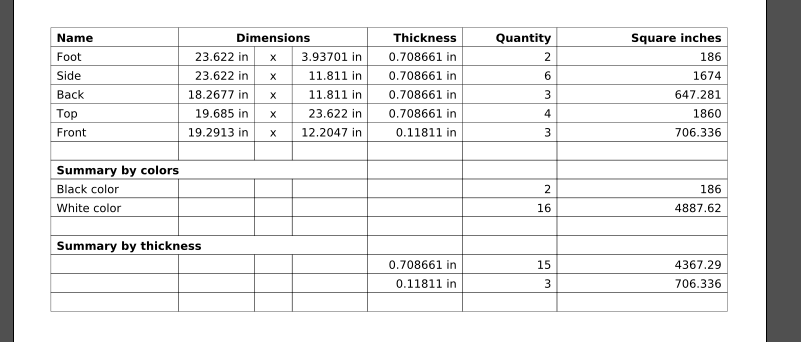 Name Dimensions Thickness Quantity Square inches
Foot 23.622 in x 3.93701 in 0.708661 in 2 186
Side 23.622 in x 11.811 in 0.708661 in 6 1674
Back 18.2677 in x 11.811 in 0.708661 in 3 647.281
Top 19.685 in x 23.622 in 0.708661 in 4 1860
Front 19.2913 in x 12.2047 in 0.11811 in 3 706.336
Summary by colors
Black color 2 186
White color 16 4887.62
Summary by thickness
0.708661 in 15 4367.29
0.11811 in 3 706.336